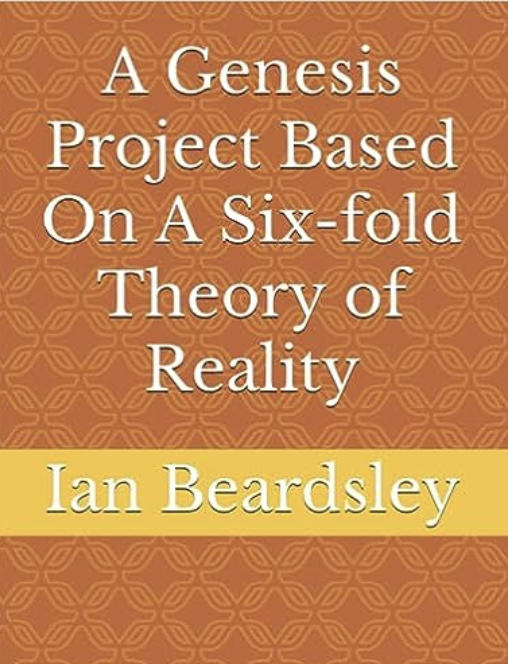 A Genesis
Project Based
On A Six-fold
Theory of
Reality
Ian Beardsley